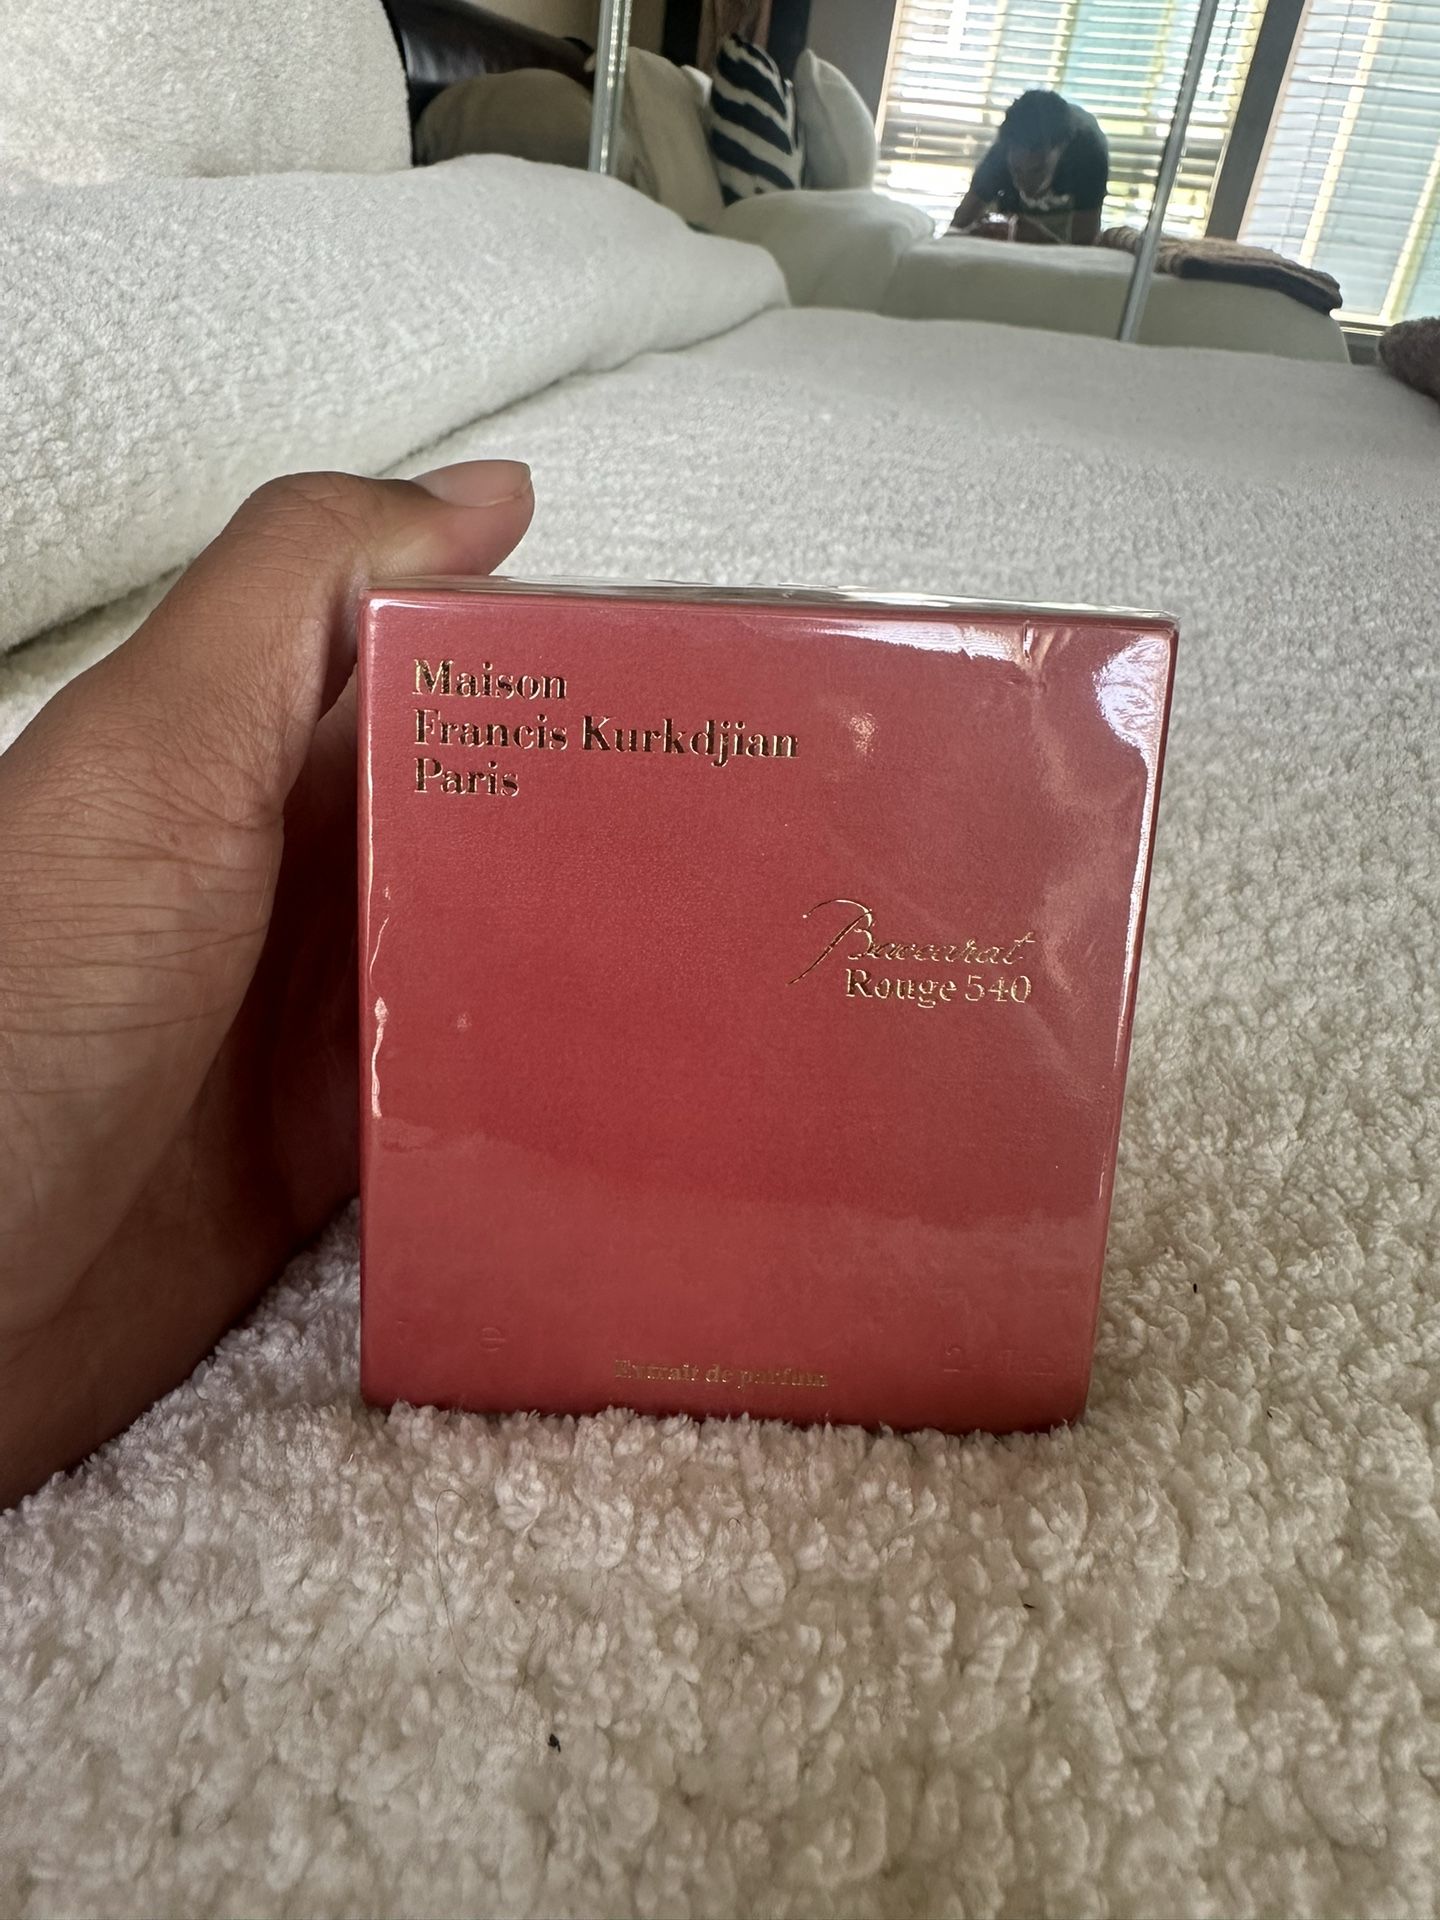 Maison
Francis Kurkdjian
Paris
Baccarat
Rouge 540
e
Extrait de parfum